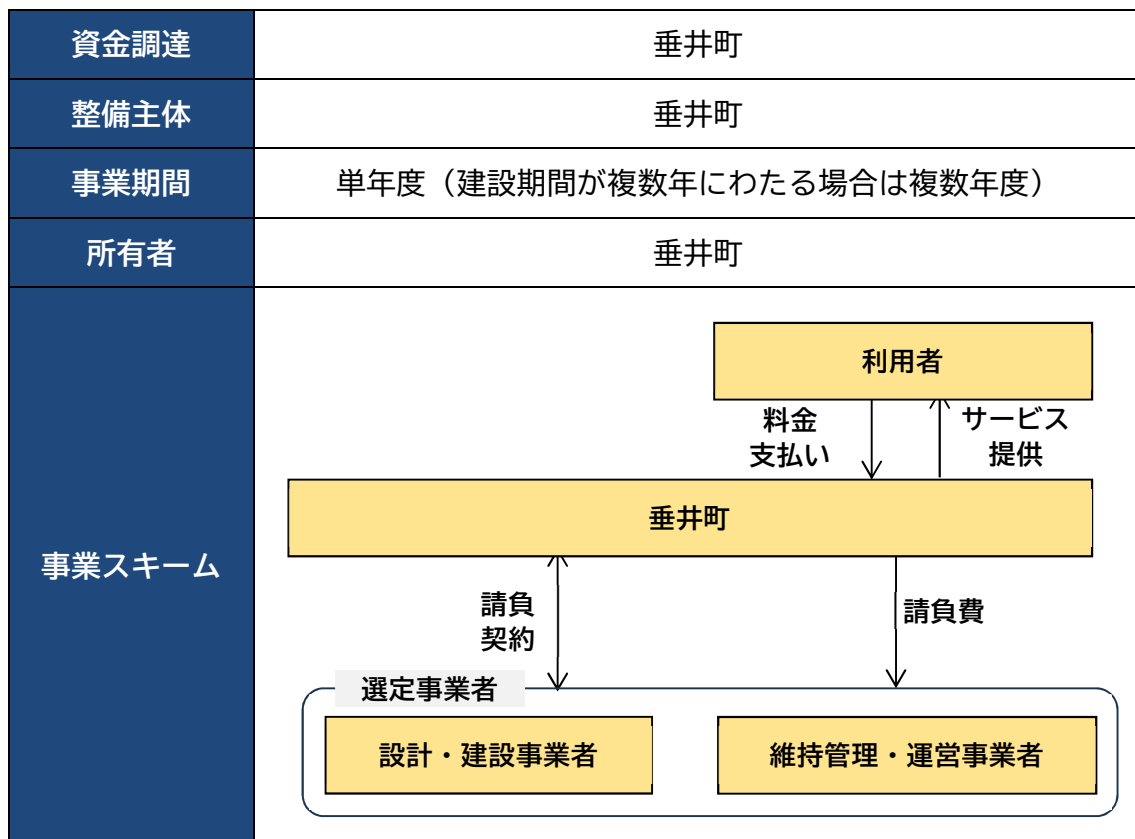 資金調達
垂井町
整備主体
垂井町
事業期間
単年度（建設期間が複数年にわたる場合は複数年度）
所有者
垂井町
事業スキーム
利用者
料金
支払い
サービス
提供
垂井町
請負
契約
請負費
選定事業者
設計・建設事業者
維持管理・運営事業者